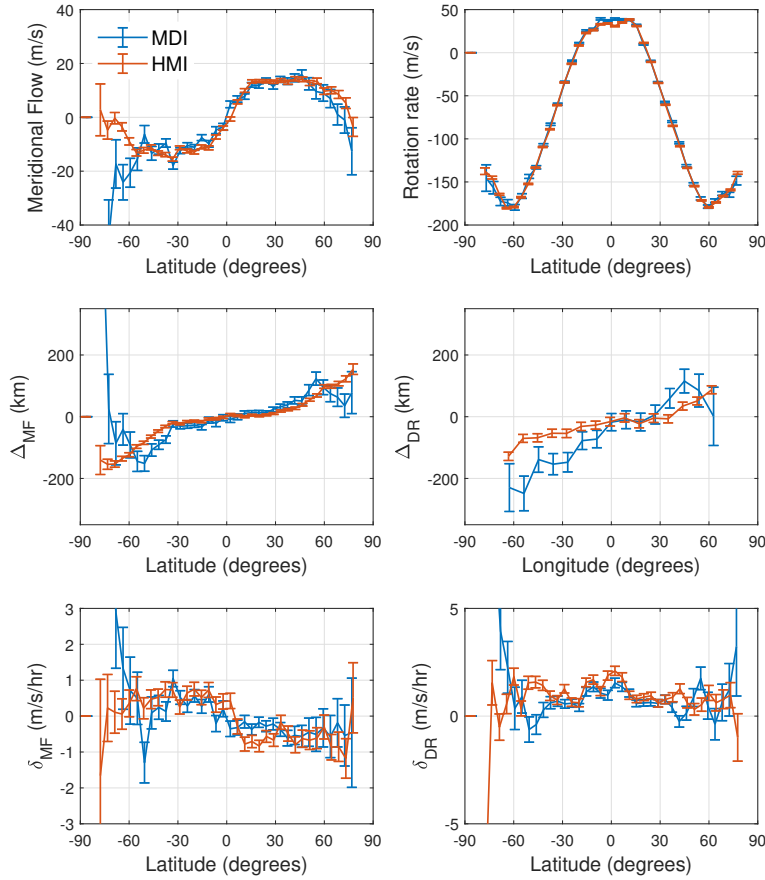 MDI
HMI
Meridional Flow (m/s)
40
20
0
-20
-40
-90 -60 -30 0 30 60 90
Latitude (degrees)
Rotation rate (m/s)
50
0
-50
-100
-150
-200
-90 -60 -30 0 30 60 90
Latitude (degrees)
Δ_MF (km)
200
0
-200
-90 -60 -30 0 30 60 90
Latitude (degrees)
Δ_DR (km)
200
0
-200
-90 -60 -30 0 30 60 90
Longitude (degrees)
δ_MF (m/s/hr)
3
2
1
0
-1
-2
-3
-90 -60 -30 0 30 60 90
Latitude (degrees)
δ_DR (m/s/hr)
5
0
-5
-90 -60 -30 0 30 60 90
Latitude (degrees)